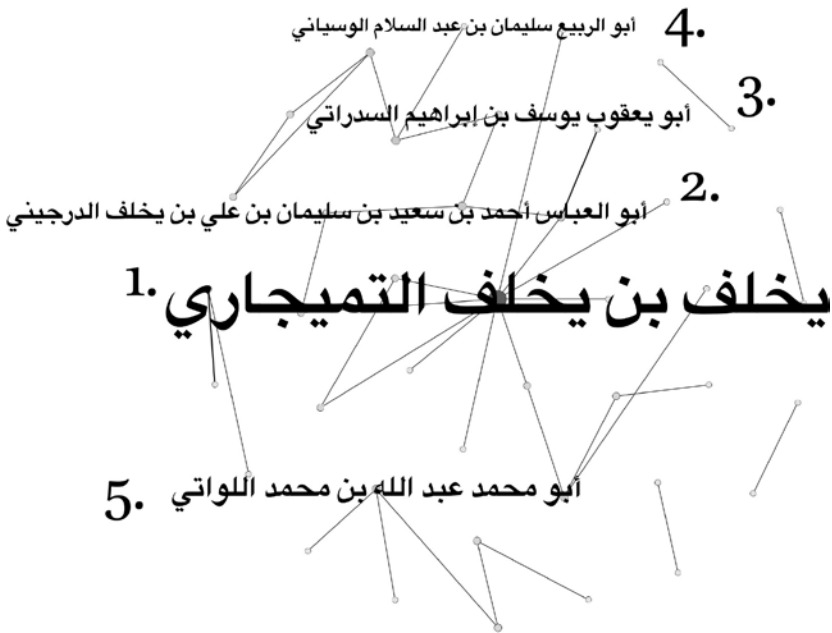 أبو الربيع سليمان بن عبد السلام الوسياني 4.
أبو يعقوب يوسف بن إبراهيم السدراتي 3.
أبو العباس أحمد بن سعيد بن سليمان بن علي بن يخلف الدرجيني 2.
يخلف بن يخلف التميجاري 1.
أبو محمد عبد الله بن محمد اللواتي 5.